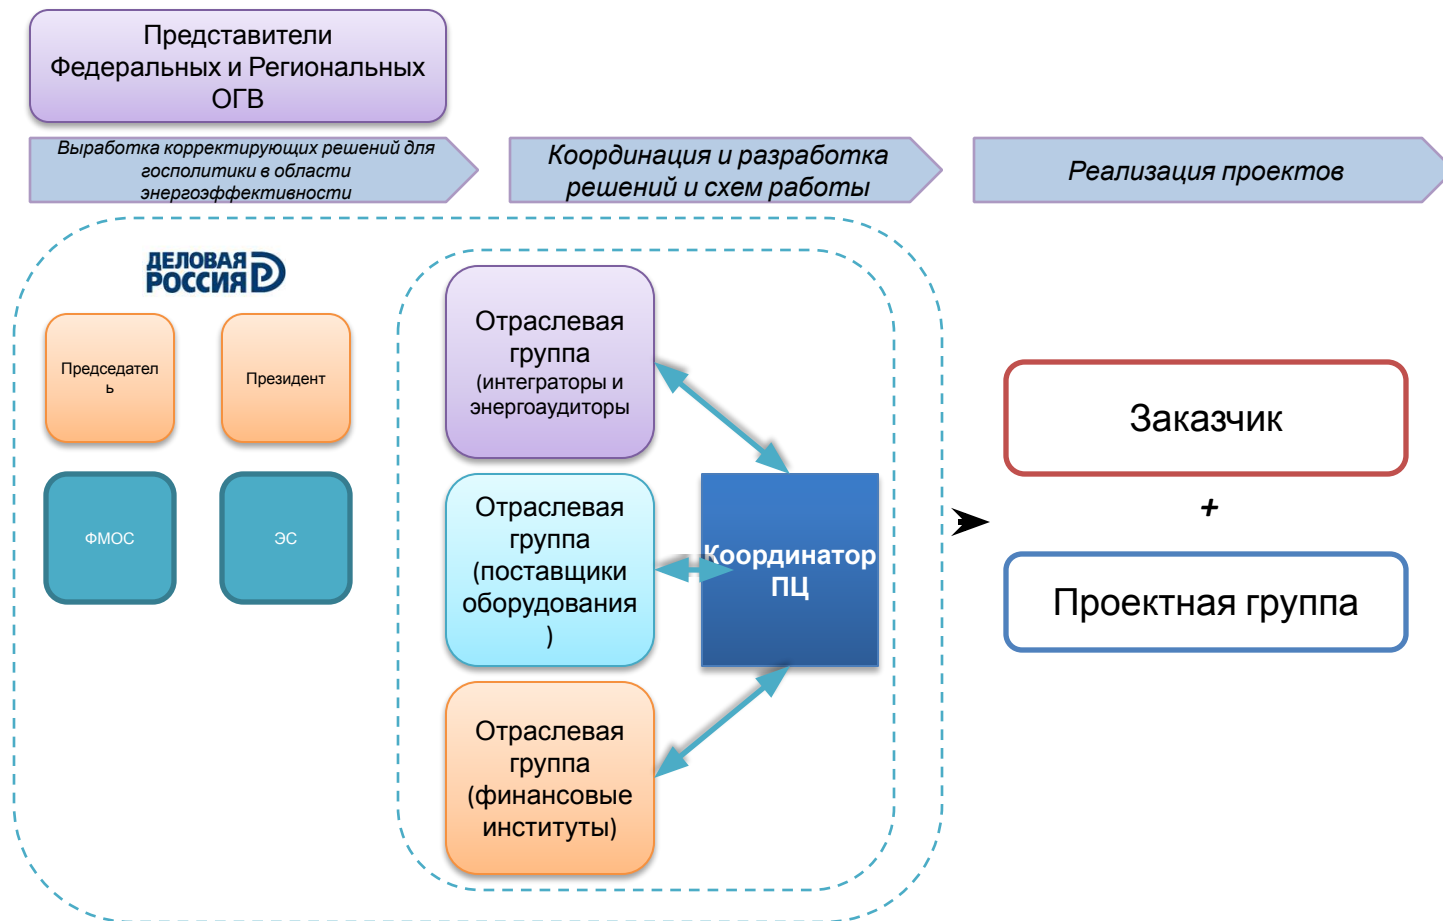 Представители
Федеральных и Региональных
ОГВ
Выработка корректирующих решений для
госполитики в области
энергоэффективности
Координация и разработка
решений и схем работы
Реализация проектов
ДЕЛОВАЯ
РОССИЯ
Председател
ь
Президент
ФМОС
ЭС
Отраслевая
группа
(интеграторы и
энергоаудиторы
Отраслевая
группа
(поставщики
оборудования
)
Отраслевая
группа
(финансовые
институты)
Координатор
ПЦ
Заказчик
+
Проектная группа